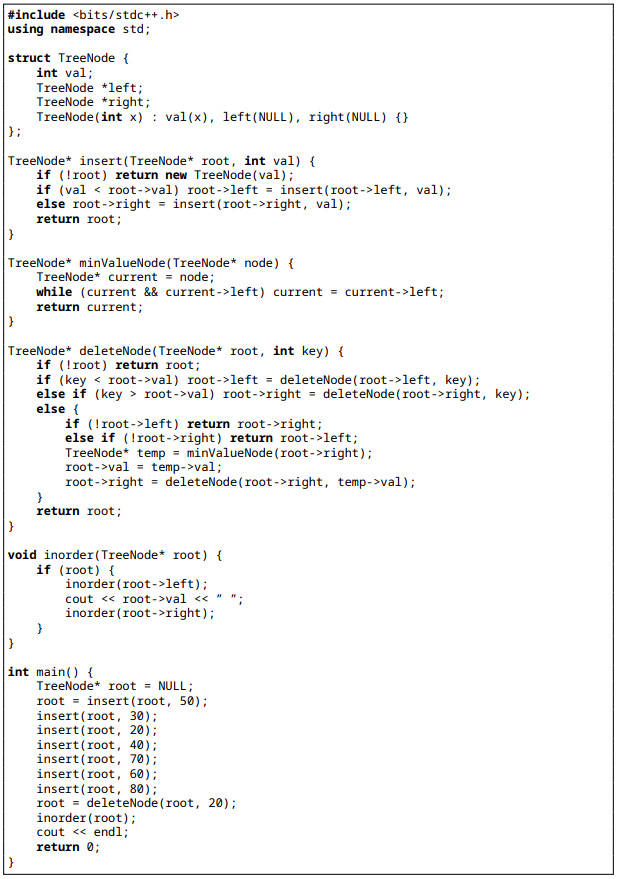 #include <bits/stdc++.h>
using namespace std;

struct TreeNode {
    int val;
    TreeNode *left;
    TreeNode *right;
    TreeNode(int x) : val(x), left(NULL), right(NULL) {}
};

TreeNode* insert(TreeNode* root, int val) {
    if (!root) return new TreeNode(val);
    if (val < root->val) root->left = insert(root->left, val);
    else root->right = insert(root->right, val);
    return root;
}

TreeNode* minValueNode(TreeNode* node) {
    TreeNode* current = node;
    while (current && current->left) current = current->left;
    return current;
}

TreeNode* deleteNode(TreeNode* root, int key) {
    if (!root) return root;
    if (key < root->val) root->left = deleteNode(root->left, key);
    else if (key > root->val) root->right = deleteNode(root->right, key);
    else {
        if (!root->left) return root->right;
        else if (!root->right) return root->left;
        TreeNode* temp = minValueNode(root->right);
        root->val = temp->val;
        root->right = deleteNode(root->right, temp->val);
    }
    return root;
}

void inorder(TreeNode* root) {
    if (root) {
        inorder(root->left);
        cout << root->val << " ";
        inorder(root->right);
    }
}

int main() {
    TreeNode* root = NULL;
    root = insert(root, 50);
    insert(root, 30);
    insert(root, 20);
    insert(root, 40);
    insert(root, 70);
    insert(root, 60);
    insert(root, 80);
    root = deleteNode(root, 20);
    inorder(root);
    cout << endl;
    return 0;
}